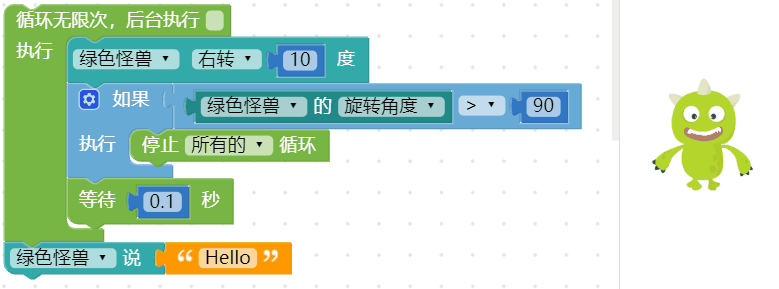 循环无限次，后台执行
执行
绿色怪兽 右转 10 度
如果 绿色怪兽 的 旋转角度 > 90
执行 停止 所有的 循环
等待 0.1 秒
绿色怪兽 说 “ Hello ”